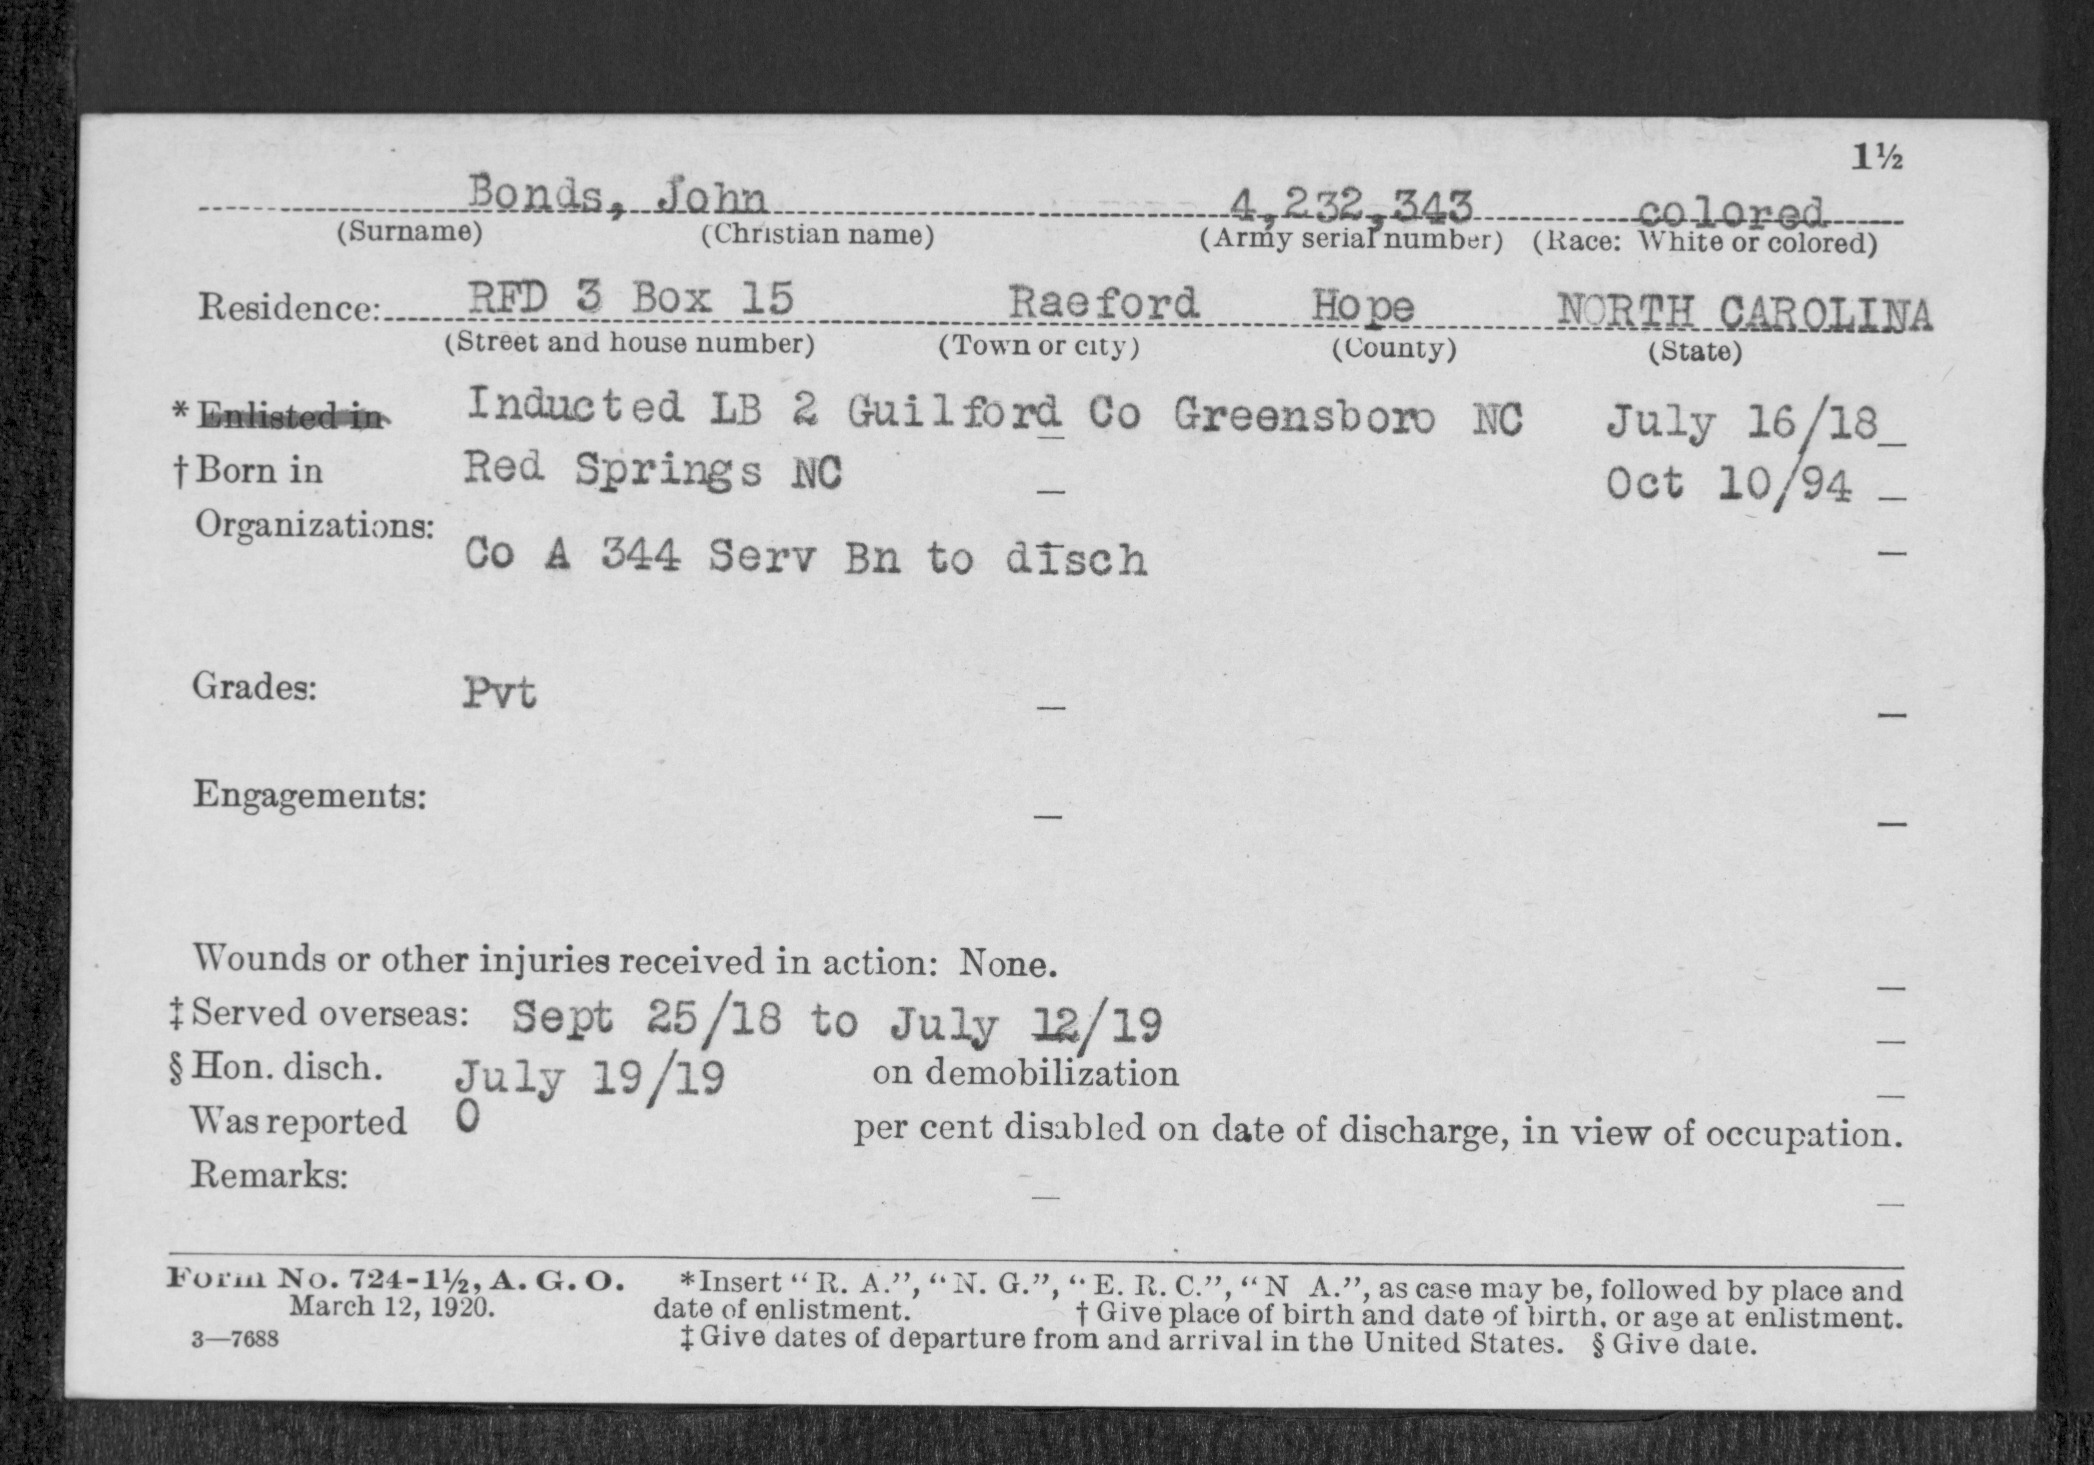 1½
Bonds, John 4,232,343 colored
(Surname) (Christian name) (Army serial number) (Race: White or colored)
Residence: RFD 3 Box 15 Raeford Hope NORTH CAROLINA
(Street and house number) (Town or city) (County) (State)
* Enlisted in Inducted LB 2 Guilford Co Greensboro NC July 16/18
† Born in Red Springs NC Oct 10/94
Organizations:
Co A 344 Serv Bn to disch
Grades: Pvt
Engagements:
Wounds or other injuries received in action: None.
‡ Served overseas: Sept 25/18 to July 12/19
§ Hon. disch. July 19/19 on demobilization
Was reported 0 per cent disabled on date of discharge, in view of occupation.
Remarks:
Form No. 724-1½, A. G. O. *Insert "R. A.", "N. G.", "E. R. C.", "N A.", as case may be, followed by place and
March 12, 1920. date of enlistment. † Give place of birth and date of birth, or age at enlistment.
3—7688 ‡ Give dates of departure from and arrival in the United States. § Give date.